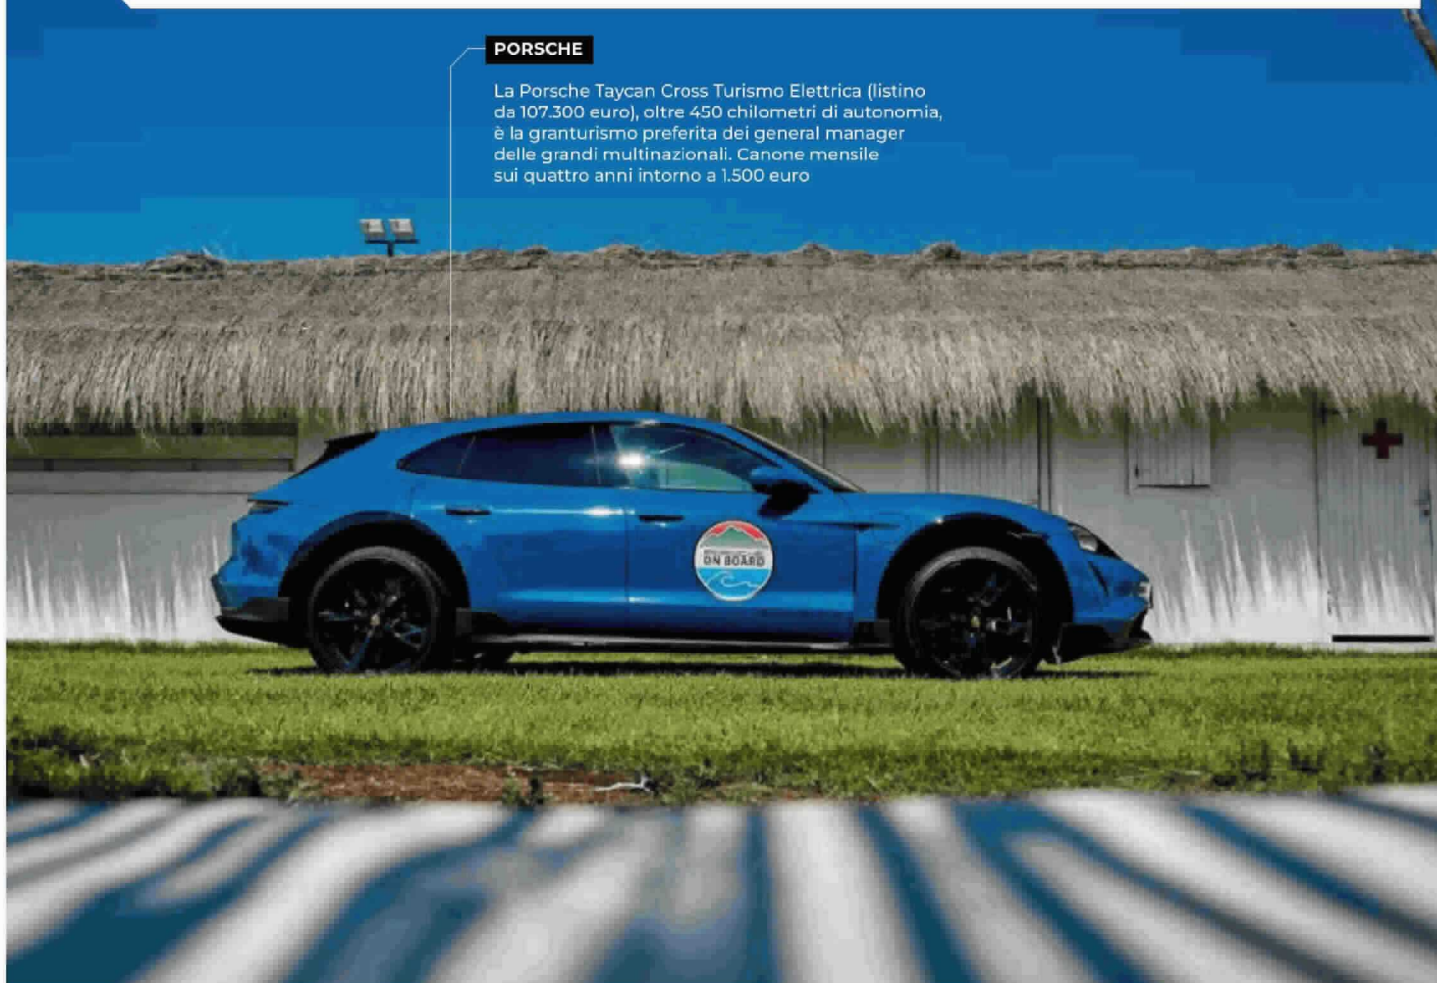 PORSCHE
La Porsche Taycan Cross Turismo Elettrica (listino
da 107.300 euro), oltre 450 chilometri di autonomia,
è la granturismo preferita dei general manager
delle grandi multinazionali. Canone mensile
sui quattro anni intorno a 1.500 euro
ON BOARD